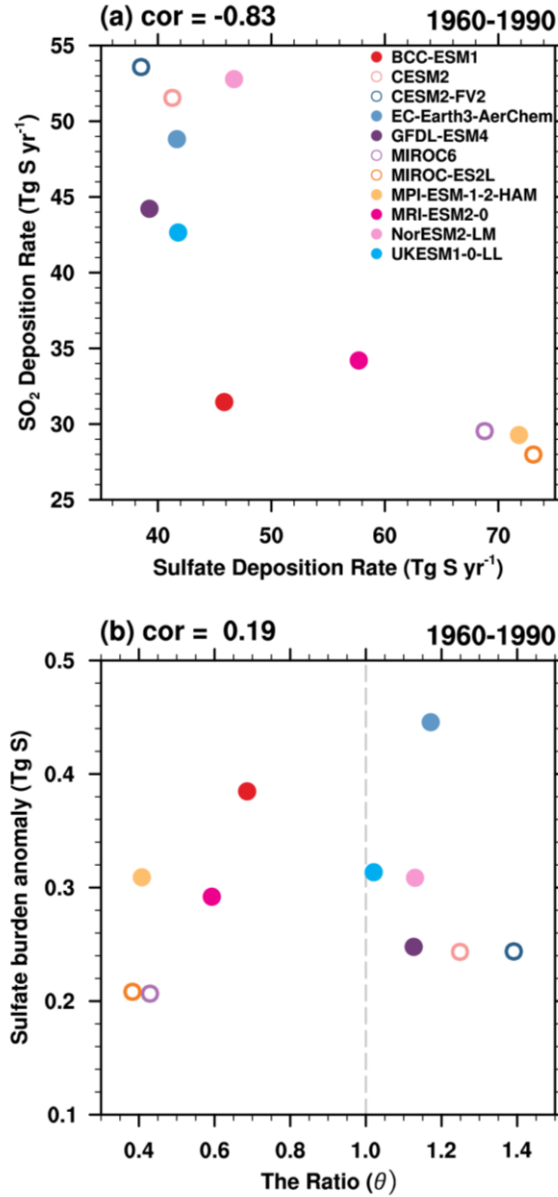 (a) cor = -0.83 1960-1990
55
50
45
40
35
30
25
SO2 Deposition Rate (Tg S yr-1)
BCC-ESM1
CESM2
CESM2-FV2
EC-Earth3-AerChem
GFDL-ESM4
MIROC6
MIROC-ES2L
MPI-ESM-1-2-HAM
MRI-ESM2-0
NorESM2-LM
UKESM1-0-LL
40 50 60 70
Sulfate Deposition Rate (Tg S yr-1)
(b) cor = 0.19 1960-1990
0.5
0.4
0.3
0.2
0.1
Sulfate burden anomaly (Tg S)
0.4 0.6 0.8 1.0 1.2 1.4
The Ratio (θ)